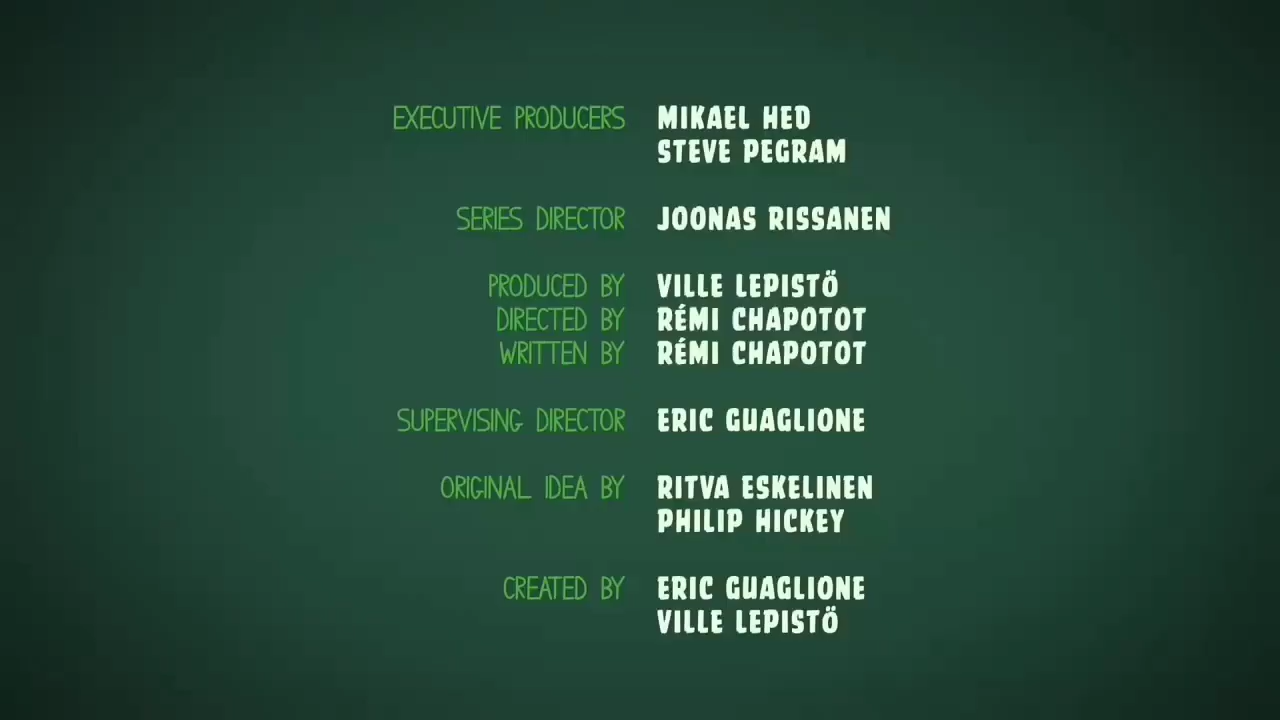 EXECUTIVE PRODUCERS MIKAEL HED
STEVE PEGRAM
SERIES DIRECTOR JOONAS RISSANEN
PRODUCED BY VILLE LEPISTÖ
DIRECTED BY RÉMI CHAPOTOT
WRITTEN BY RÉMI CHAPOTOT
SUPERVISING DIRECTOR ERIC GUAGLIONE
ORIGINAL IDEA BY RITVA ESKELINEN
PHILIP HICKEY
CREATED BY ERIC GUAGLIONE
VILLE LEPISTÖ